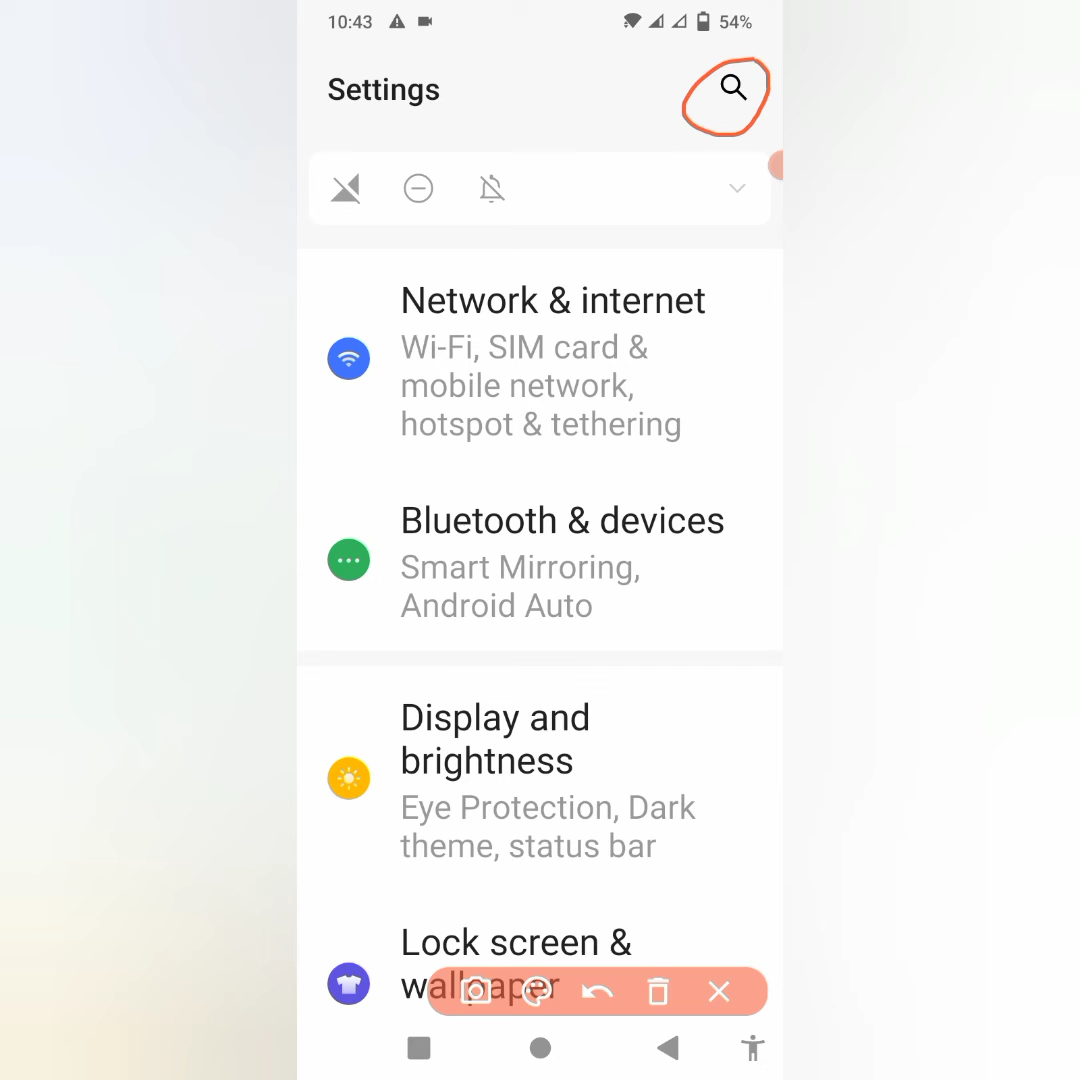 10:43
54%
Settings
Network & internet
Wi-Fi, SIM card &
mobile network,
hotspot & tethering
Bluetooth & devices
Smart Mirroring,
Android Auto
Display and
brightness
Eye Protection, Dark
theme, status bar
Lock screen &
wallpaper